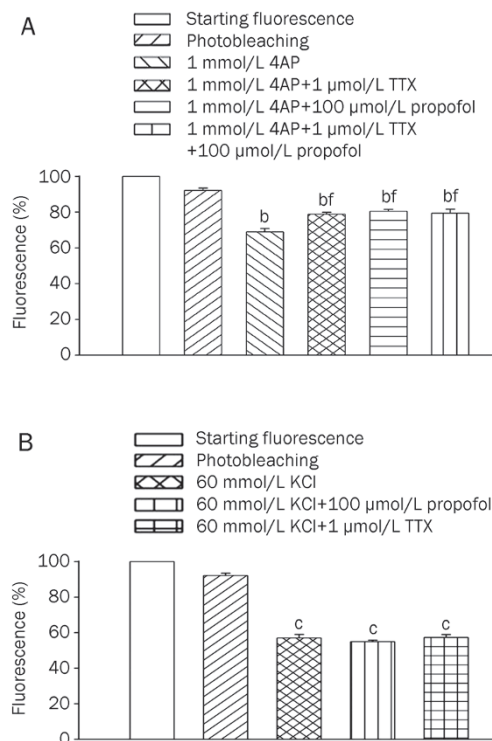 A
Starting fluorescence
Photobleaching
1 mmol/L 4AP
1 mmol/L 4AP+1 μmol/L TTX
1 mmol/L 4AP+100 μmol/L propofol
1 mmol/L 4AP+1 μmol/L TTX
+100 μmol/L propofol
Fluorescence (%)
100
80
60
40
20
0
b
bf
bf
bf
B
Starting fluorescence
Photobleaching
60 mmol/L KCl
60 mmol/L KCl+100 μmol/L propofol
60 mmol/L KCl+1 μmol/L TTX
Fluorescence (%)
100
80
60
40
20
0
c
c
c